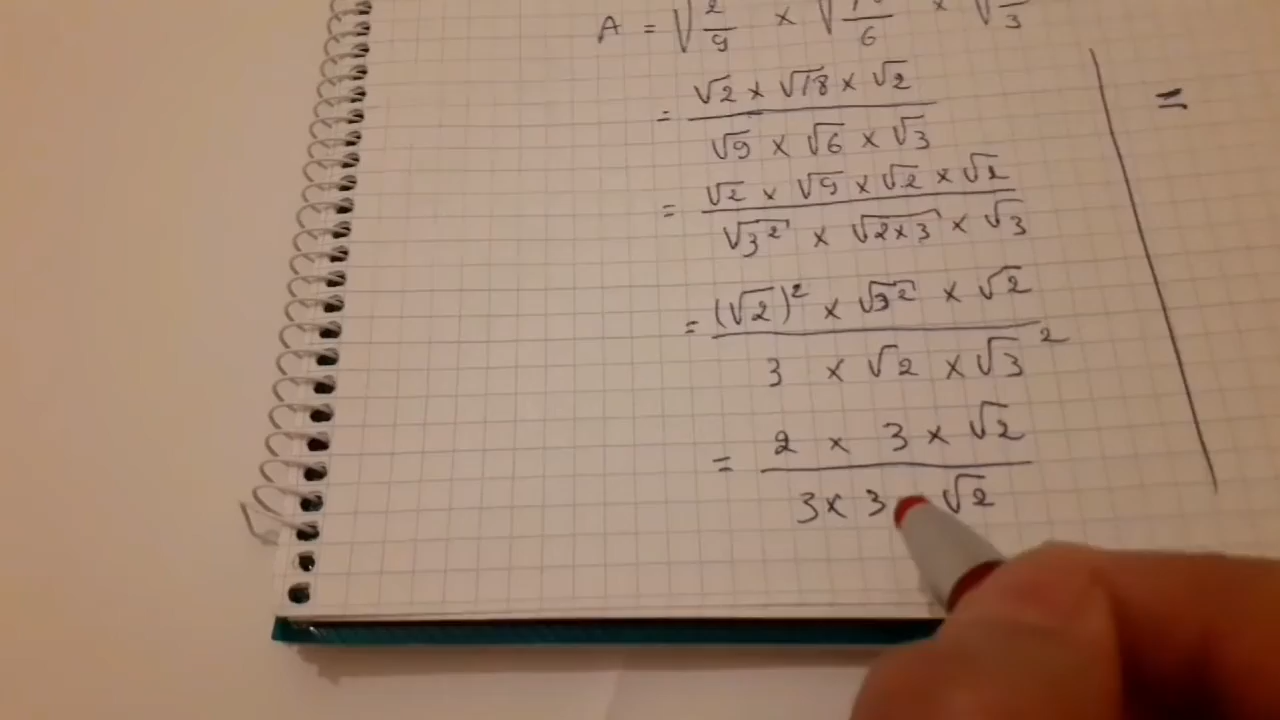 A = √2/9 × √18/6 × √2/3
= √2 × √18 × √2 / √9 × √6 × √3
= √2 × √9 × √2 × √2 / √3² × √2×3 × √3
= (√2)² × √3² × √2 / 3 × √2 × √3²
= 2 × 3 × √2 / 3 × 3 √2
=